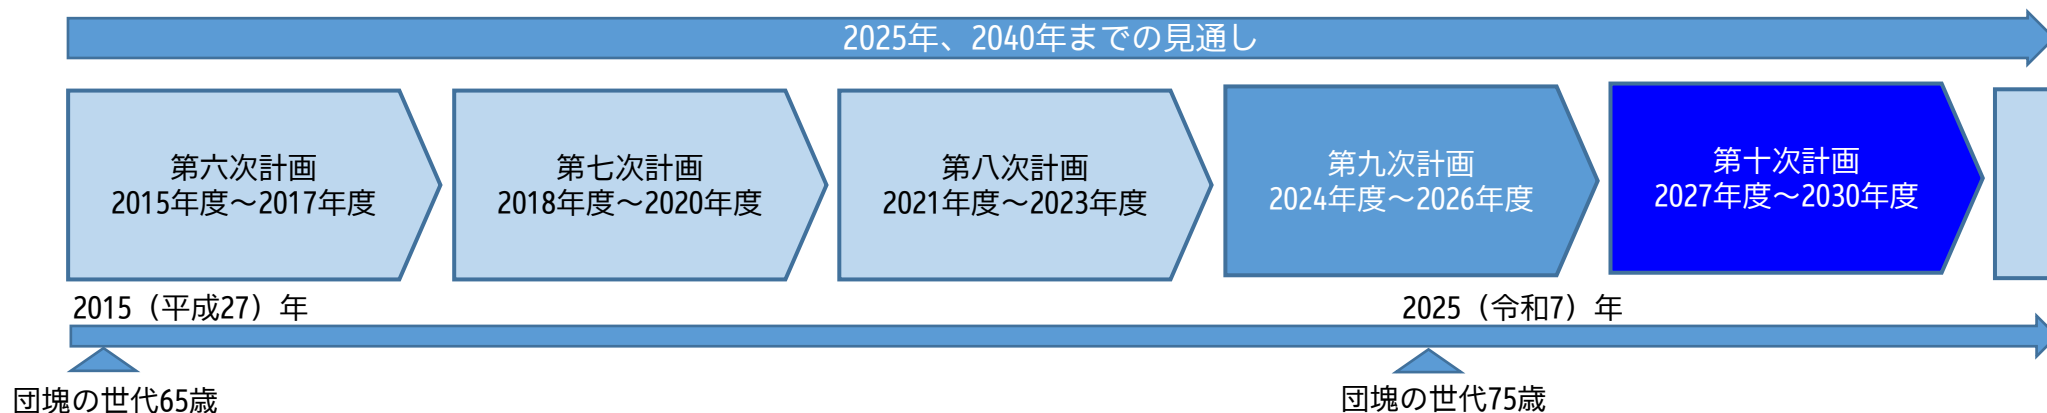 2025年、2040年までの見通し
第六次計画
2015年度～2017年度
第七次計画
2018年度～2020年度
第八次計画
2021年度～2023年度
第九次計画
2024年度～2026年度
第十次計画
2027年度～2030年度
2015（平成27）年
2025（令和7）年
団塊の世代65歳
団塊の世代75歳